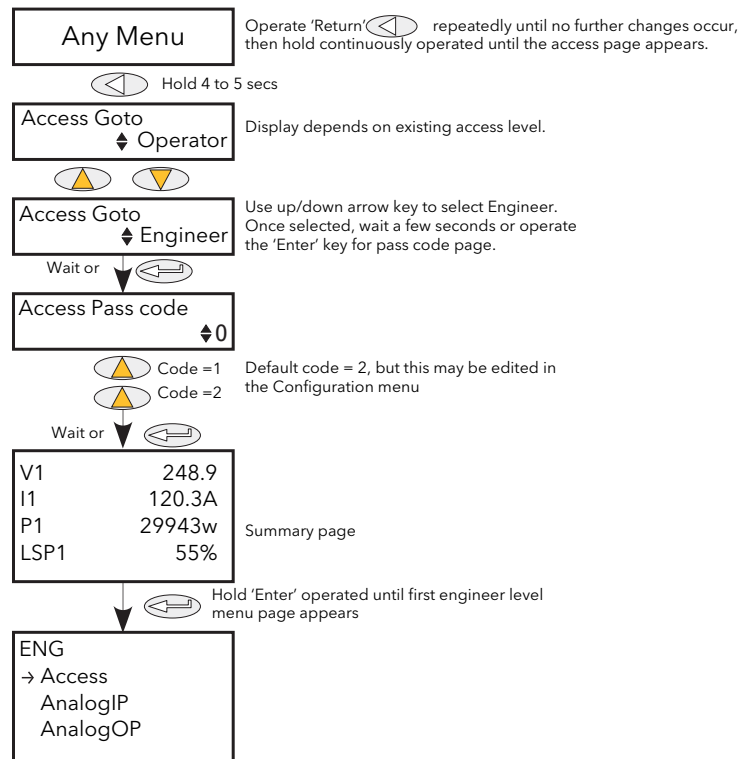 Any Menu
Operate 'Return' repeatedly until no further changes occur,
then hold continuously operated until the access page appears.
Hold 4 to 5 secs
Access Goto
Operator
Display depends on existing access level.
Access Goto
Engineer
Use up/down arrow key to select Engineer.
Once selected, wait a few seconds or operate
the 'Enter' key for pass code page.
Wait or
Access Pass code
0
Code =1
Code =2
Default code = 2, but this may be edited in
the Configuration menu
Wait or
V1 248.9
I1 120.3A
P1 29943w
LSP1 55%
Summary page
Hold 'Enter' operated until first engineer level
menu page appears
ENG
→ Access
AnalogIP
AnalogOP